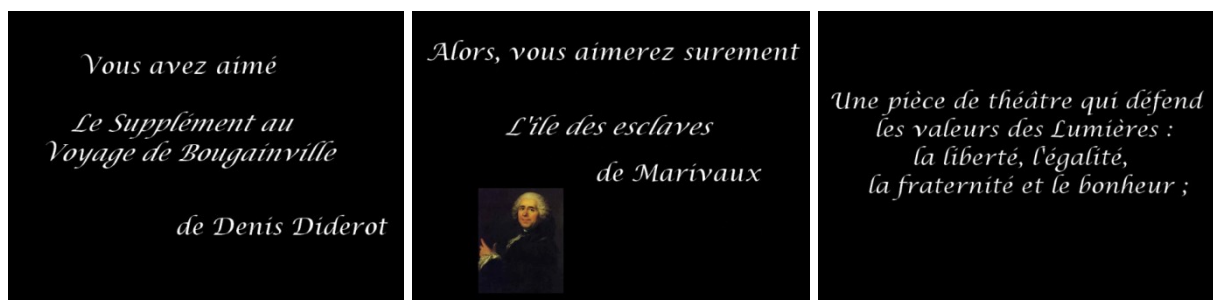 Vous avez aimé
Le Supplément au
Voyage de Bougainville
de Denis Diderot
Alors, vous aimerez surement
L'île des esclaves
de Marivaux
Une pièce de théâtre qui défend
les valeurs des Lumières :
la liberté, l'égalité,
la fraternité et le bonheur ;